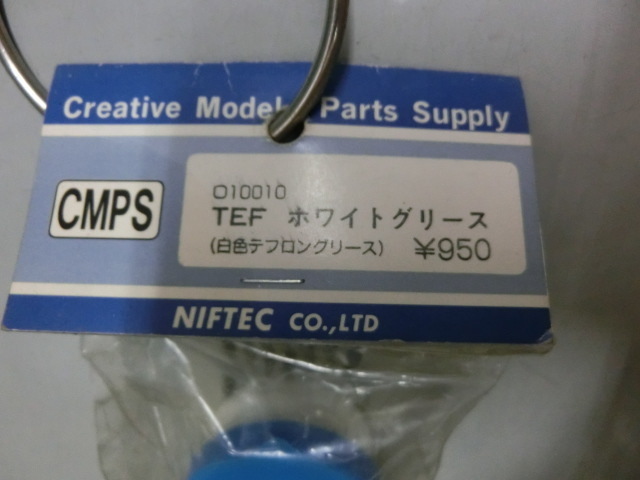 Creative Model Parts Supply
CMPS
010010
TEF ホワイトグリース
(白色テフロングリース) ¥950
NIFTEC CO.,LTD